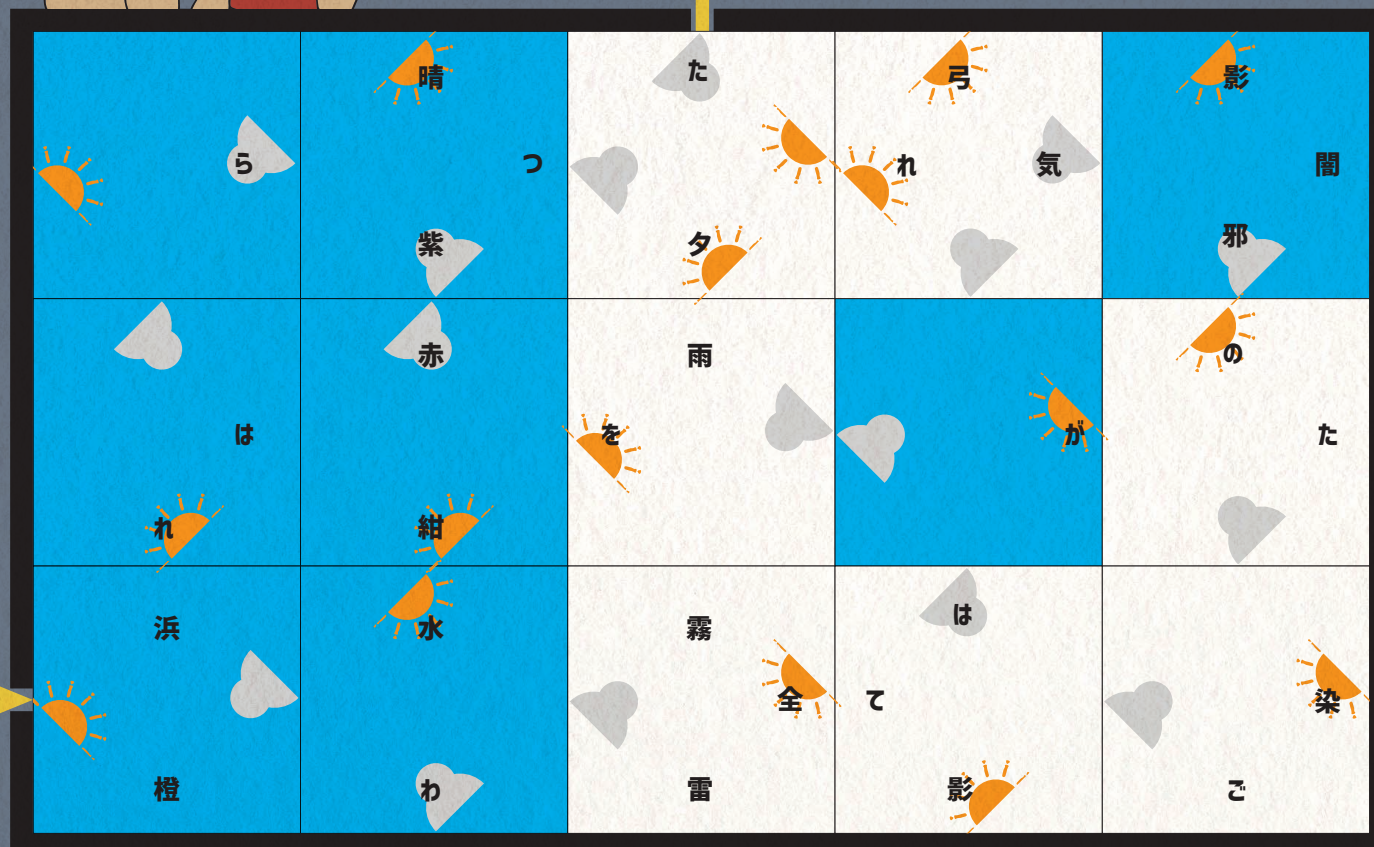 晴 た 弓 影
ら つ れ 気 闇
紫 夕 邪
赤 雨 の
は を が た
れ 紺
浜 水 霧 は
全 て 染
橙 わ 雷 影 ご